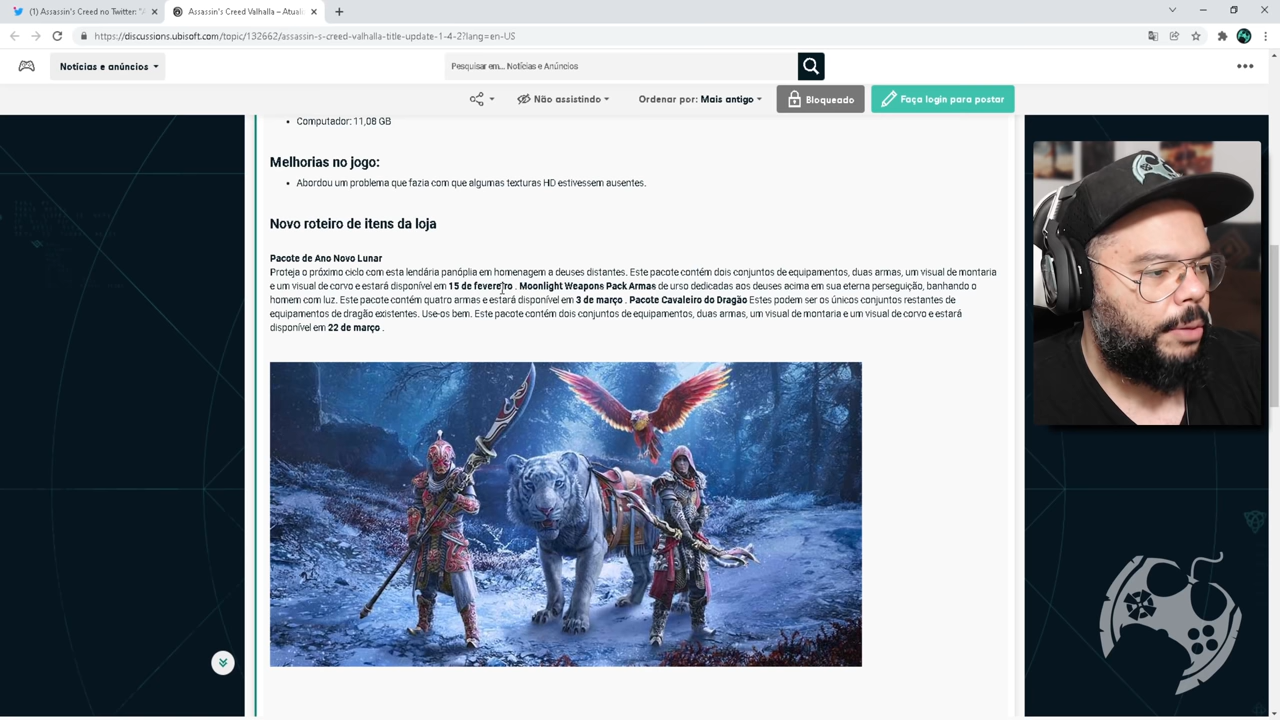 (1) Assassin's Creed no Twitter: "A
Assassin's Creed Valhalla – Atuali
https://discussions.ubisoft.com/topic/132662/assassin-s-creed-valhalla-title-update-1-4-2?lang=en-US
Notícias e anúncios
Pesquisar em... Notícias e Anúncios
Não assistindo
Ordenar por: Mais antigo
Bloqueado
Faça login para postar
Computador: 11,08 GB
Melhorias no jogo:
Abordou um problema que fazia com que algumas texturas HD estivessem ausentes.
Novo roteiro de itens da loja
Pacote de Ano Novo Lunar
Proteja o próximo ciclo com esta lendária panóplia em homenagem a deuses distantes. Este pacote contém dois conjuntos de equipamentos, duas armas, um visual de montaria
e um visual de corvo e estará disponível em 15 de fevereiro . Moonlight Weapons Pack Armas de urso dedicadas aos deuses acima em sua eterna perseguição, banhando o
homem com luz. Este pacote contém quatro armas e estará disponível em 3 de março . Pacote Cavaleiro do Dragão Estes podem ser os únicos conjuntos restantes de
equipamentos de dragão existentes. Use-os bem. Este pacote contém dois conjuntos de equipamentos, duas armas, um visual de montaria e um visual de corvo e estará
disponível em 22 de março .